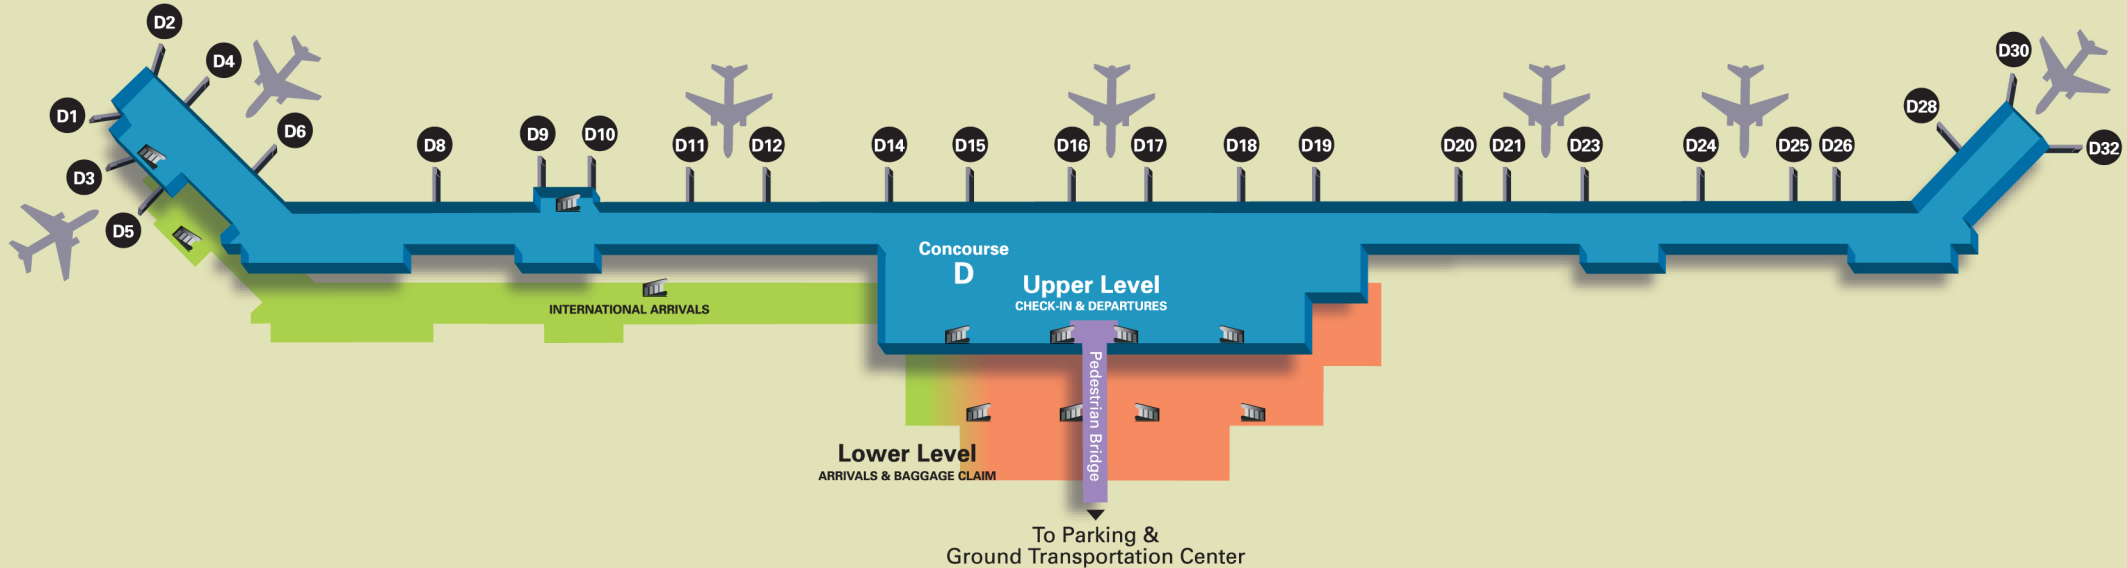 D2
D4
D1
D6
D3
D5
D8
D9
D10
D11
D12
D14
D15
D16
D17
D18
D19
D20
D21
D23
D24
D25
D26
D28
D30
D32
Concourse
D
Upper Level
CHECK-IN & DEPARTURES
INTERNATIONAL ARRIVALS
Pedestrian Bridge
Lower Level
ARRIVALS & BAGGAGE CLAIM
To Parking &
Ground Transportation Center